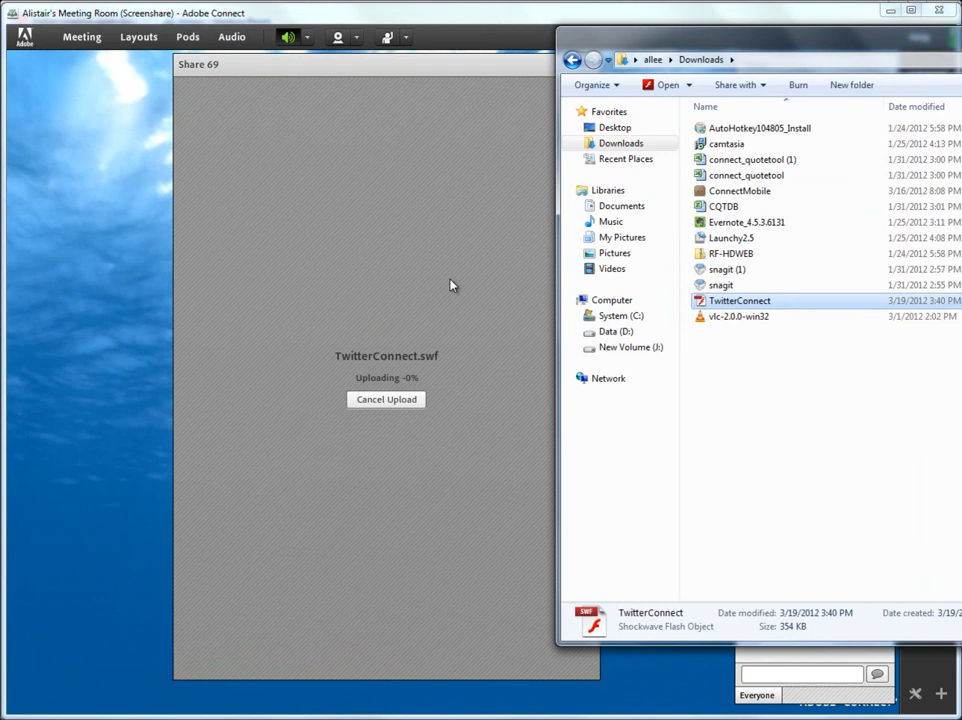 Alistair's Meeting Room (Screenshare) - Adobe Connect
Adobe
Meeting Layouts Pods Audio
Share 69
TwitterConnect.swf
Uploading -0%
Cancel Upload
allee Downloads
Organize Open Share with Burn New folder
Favorites
Desktop
Downloads
Recent Places
Libraries
Documents
Music
My Pictures
Pictures
Videos
Computer
System (C:)
Data (D:)
New Volume (J:)
Network
Name Date modified
AutoHotkey104805_Install 1/24/2012 5:58 PM
camtasia 1/25/2012 4:13 PM
connect_quotetool (1) 1/31/2012 3:00 PM
connect_quotetool 1/31/2012 3:00 PM
ConnectMobile 3/16/2012 8:08 PM
CQTDB 1/31/2012 3:01 PM
Evernote_4.5.3.6131 1/25/2012 3:11 PM
Launchy2.5 1/25/2012 4:08 PM
RF-HDWEB 1/24/2012 5:58 PM
snagit (1) 1/31/2012 2:57 PM
snagit 1/31/2012 2:55 PM
TwitterConnect 3/19/2012 3:40 PM
vlc-2.0.0-win32 3/1/2012 2:02 PM
SWF
TwitterConnect Date modified: 3/19/2012 3:40 PM Date created: 3/19/2
Shockwave Flash Object Size: 354 KB
Everyone